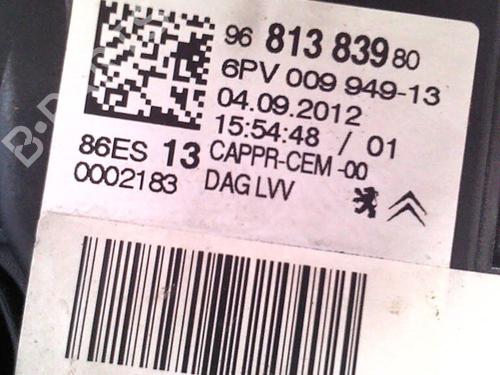 96 813 839 80
6PV 009 949-13
04.09.2012
15:54:48 / 01
86ES 13 CAPPR-CEM -00
0002183 DAG LVV
B-PARTS